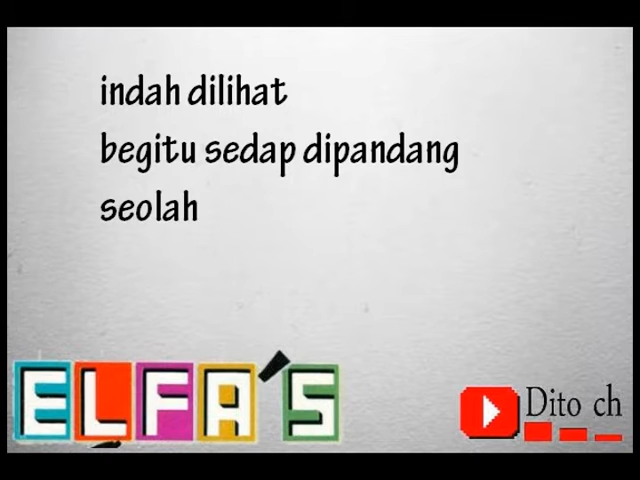 indah dilihat
begitu sedap dipandang
seolah
ELFA'S
Dito ch